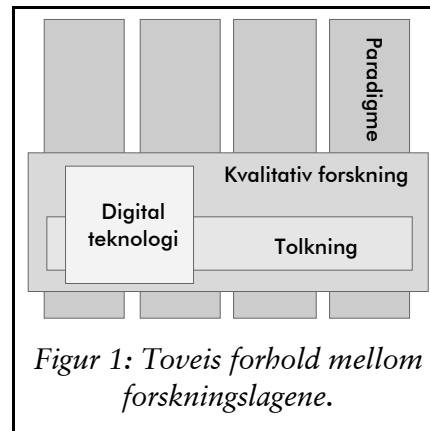 Paradigme
Kvalitativ forskning
Digital
teknologi
Tolkning
Figur 1: Toveis forhold mellom
forskningslagene.